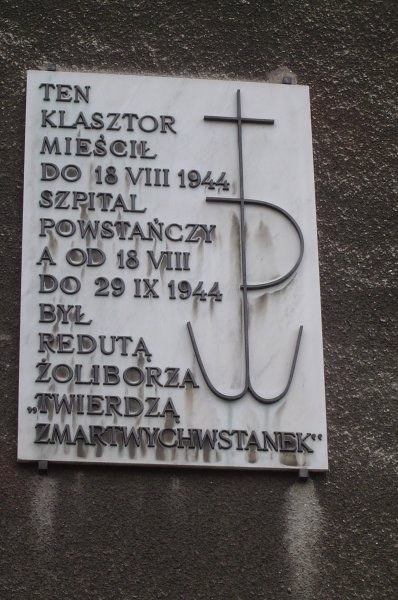 TEN
KLASZTOR
MIEŚCIŁ
DO 18 VIII 1944
SZPITAL
POWSTAŃCZY
A OD 18 VIII
DO 29 IX 1944
BYŁ
REDUTĄ
ŻOLIBORZA
„TWIERDZĄ
ZMARTWYCHWSTANEK"